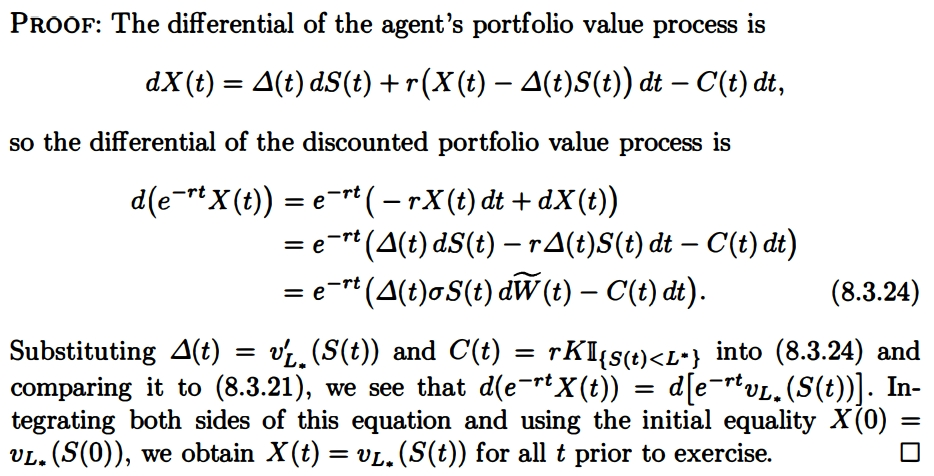 PROOF: The differential of the agent's portfolio value process is
dX(t) = Δ(t) dS(t) + r(X(t) − Δ(t)S(t)) dt − C(t) dt,
so the differential of the discounted portfolio value process is
d(e^{−rt}X(t)) = e^{−rt}(− rX(t) dt + dX(t))
= e^{−rt}(Δ(t) dS(t) − rΔ(t)S(t) dt − C(t) dt)
= e^{−rt}(Δ(t)σS(t) dW̃(t) − C(t) dt). (8.3.24)
Substituting Δ(t) = v′_{L_*}(S(t)) and C(t) = rK𝕀_{{S(t)<L^*}} into (8.3.24) and
comparing it to (8.3.21), we see that d(e^{−rt}X(t)) = d[e^{−rt}v_{L_*}(S(t))]. In-
tegrating both sides of this equation and using the initial equality X(0) =
v_{L_*}(S(0)), we obtain X(t) = v_{L_*}(S(t)) for all t prior to exercise. □